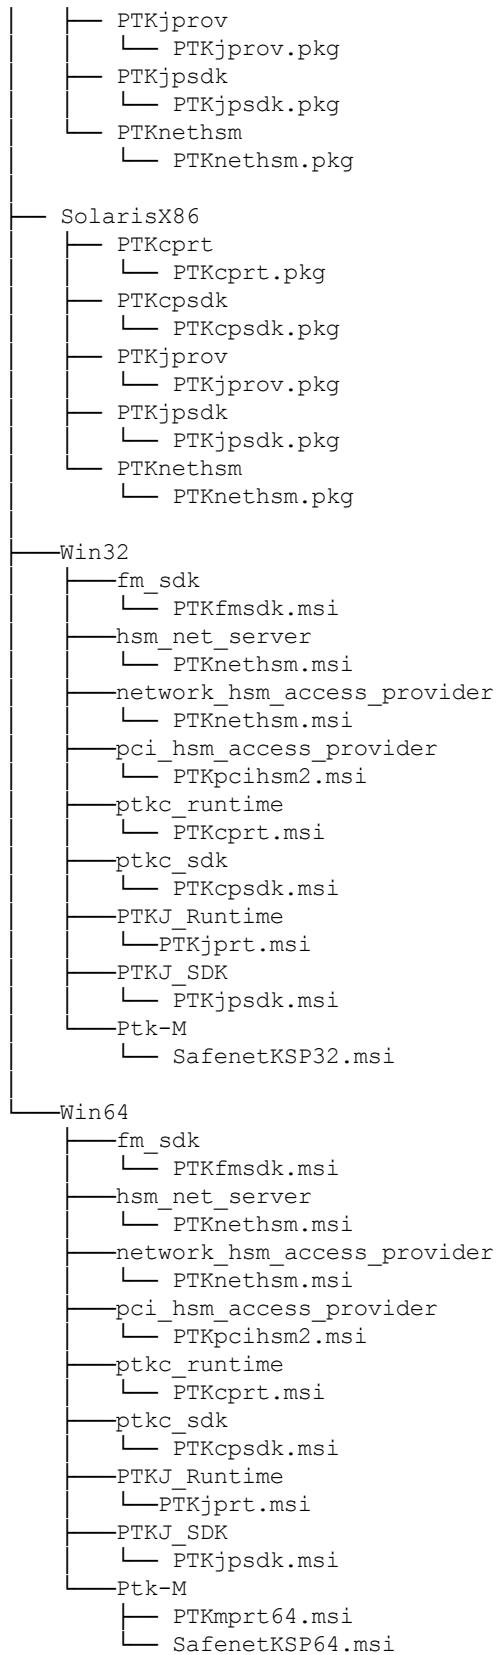 │   ├── PTKjprov
│   │   └── PTKjprov.pkg
│   ├── PTKjpsdk
│   │   └── PTKjpsdk.pkg
│   └── PTKnethsm
│       └── PTKnethsm.pkg
│
├── SolarisX86
│   ├── PTKcprt
│   │   └── PTKcprt.pkg
│   ├── PTKcpsdk
│   │   └── PTKcpsdk.pkg
│   ├── PTKjprov
│   │   └── PTKjprov.pkg
│   ├── PTKjpsdk
│   │   └── PTKjpsdk.pkg
│   └── PTKnethsm
│       └── PTKnethsm.pkg
│
├───Win32
│   ├───fm_sdk
│   │   └── PTKfmsdk.msi
│   ├───hsm_net_server
│   │   └── PTKnethsm.msi
│   ├───network_hsm_access_provider
│   │   └── PTKnethsm.msi
│   ├───pci_hsm_access_provider
│   │   └── PTKpcihsm2.msi
│   ├───ptkc_runtime
│   │   └── PTKcprt.msi
│   ├───ptkc_sdk
│   │   └── PTKcpsdk.msi
│   ├───PTKJ_Runtime
│   │   └──PTKjprt.msi
│   ├───PTKJ_SDK
│   │   └── PTKjpsdk.msi
│   └───Ptk-M
│       └── SafenetKSP32.msi
│
└───Win64
    ├───fm_sdk
    │   └── PTKfmsdk.msi
    ├───hsm_net_server
    │   └── PTKnethsm.msi
    ├───network_hsm_access_provider
    │   └── PTKnethsm.msi
    ├───pci_hsm_access_provider
    │   └── PTKpcihsm2.msi
    ├───ptkc_runtime
    │   └── PTKcprt.msi
    ├───ptkc_sdk
    │   └── PTKcpsdk.msi
    ├───PTKJ_Runtime
    │   └──PTKjprt.msi
    ├───PTKJ_SDK
    │   └── PTKjpsdk.msi
    └───Ptk-M
        ├── PTKmprt64.msi
        └── SafenetKSP64.msi